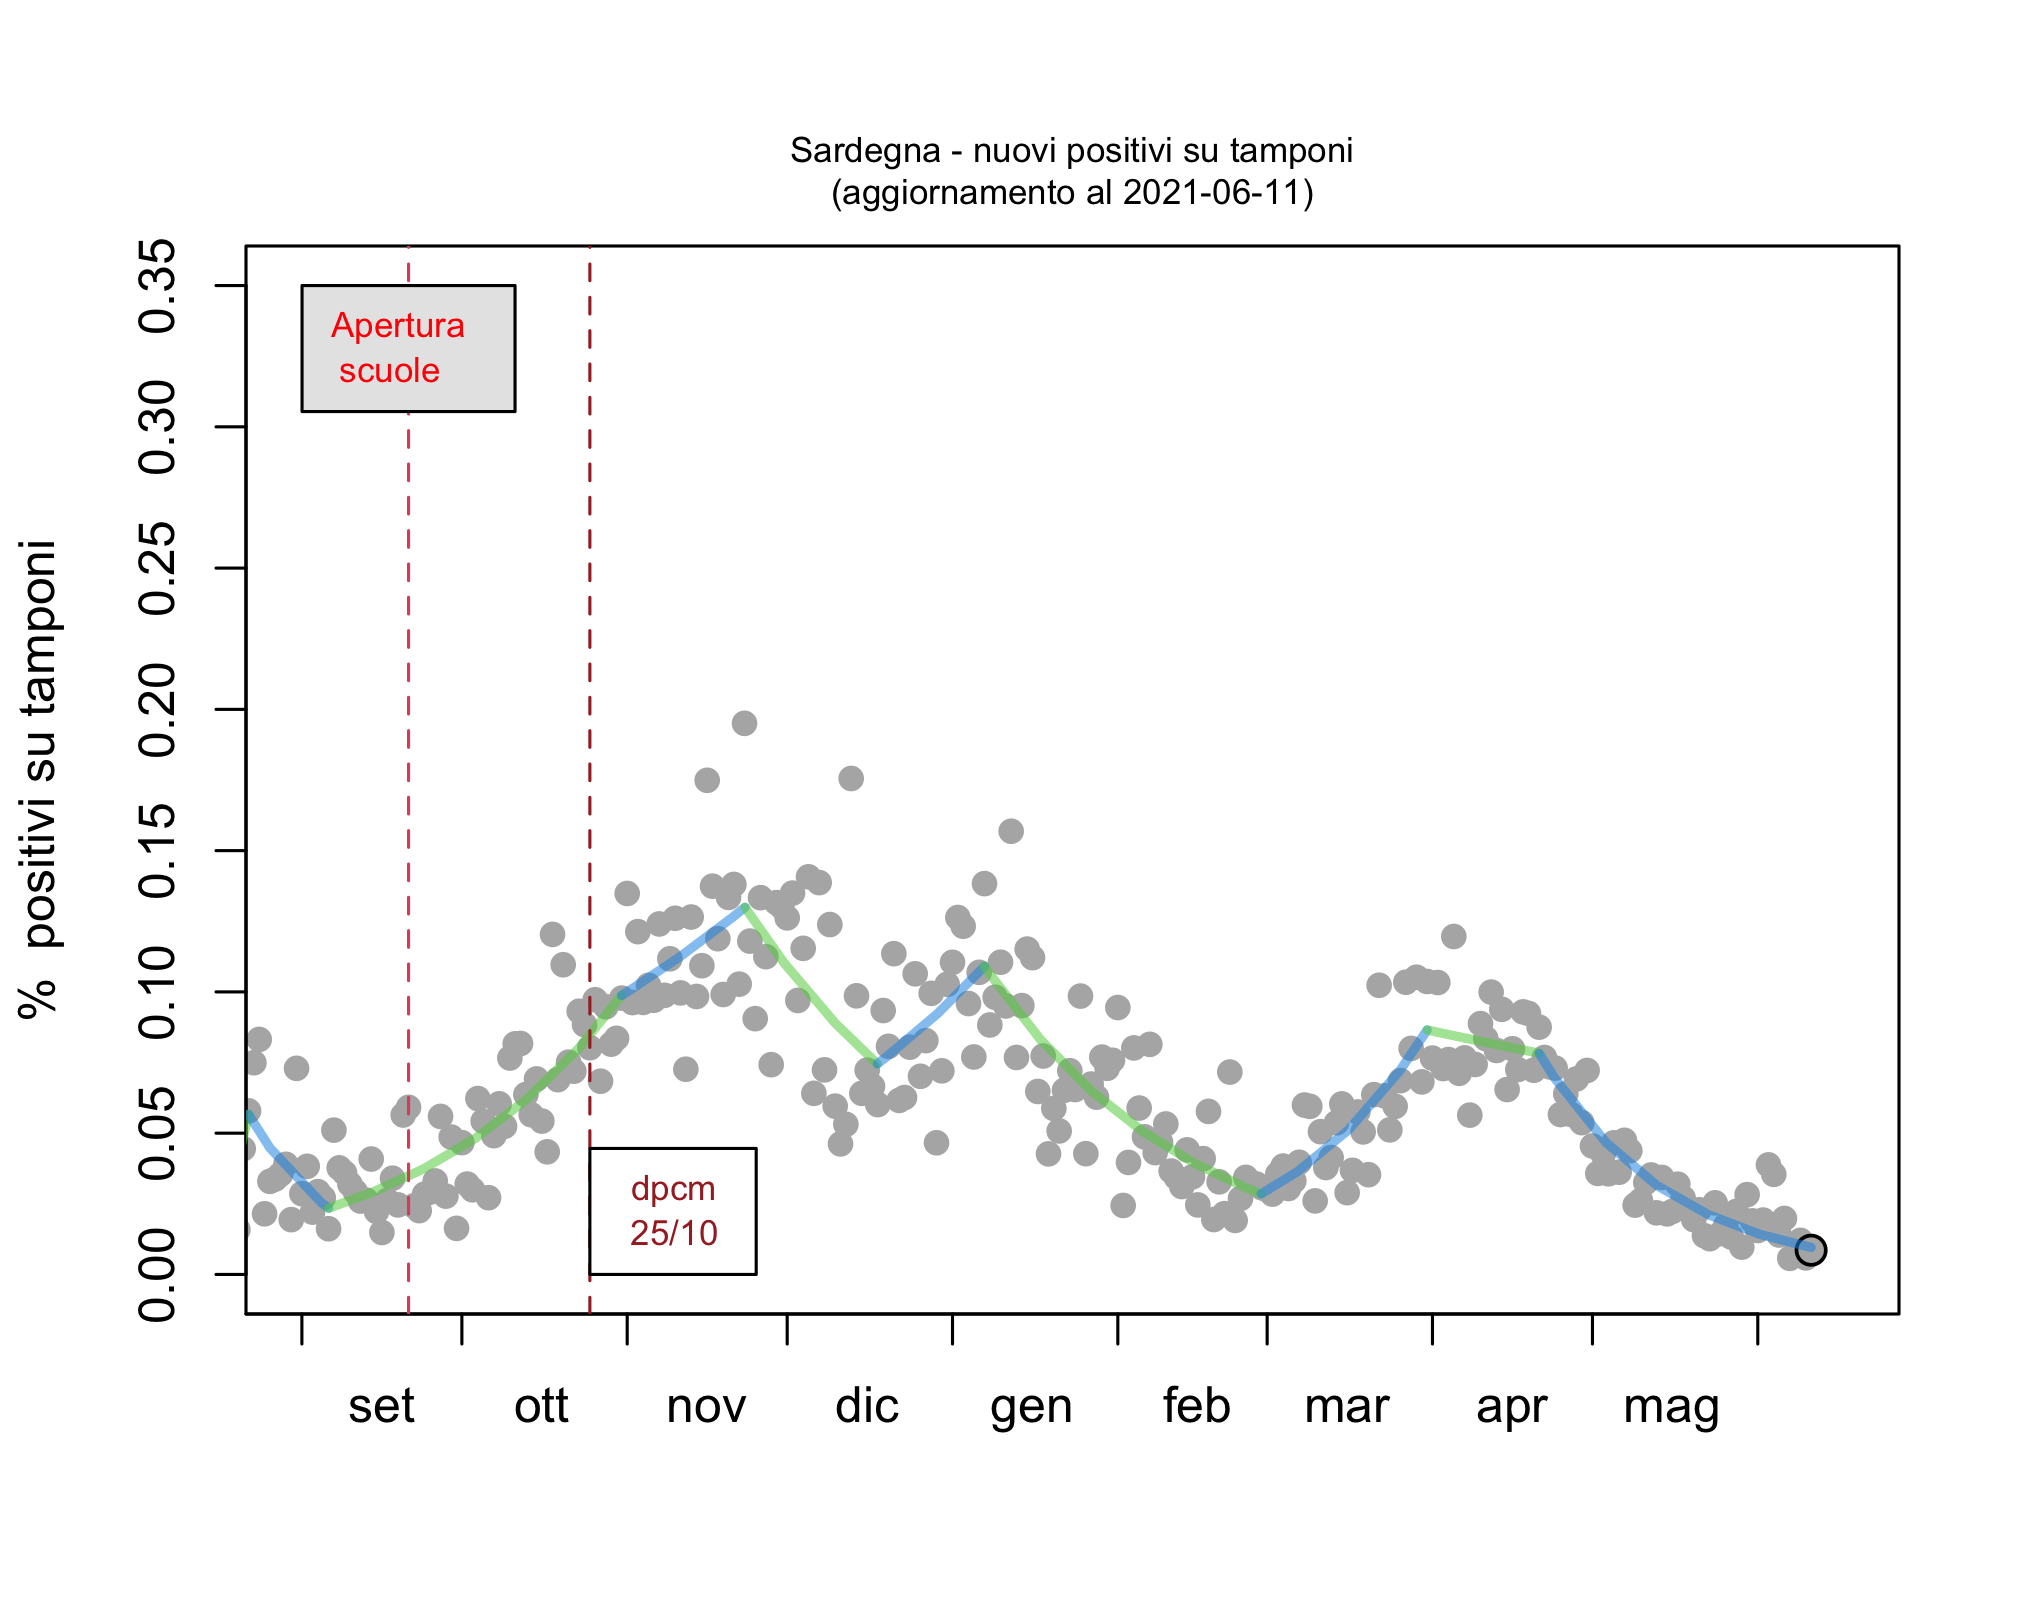 Sardegna - nuovi positivi su tamponi
(aggiornamento al 2021-06-11)
% positivi su tamponi
0.35
0.30
0.25
0.20
0.15
0.10
0.05
0.00
Apertura
scuole
dpcm
25/10
set ott nov dic gen feb mar apr mag